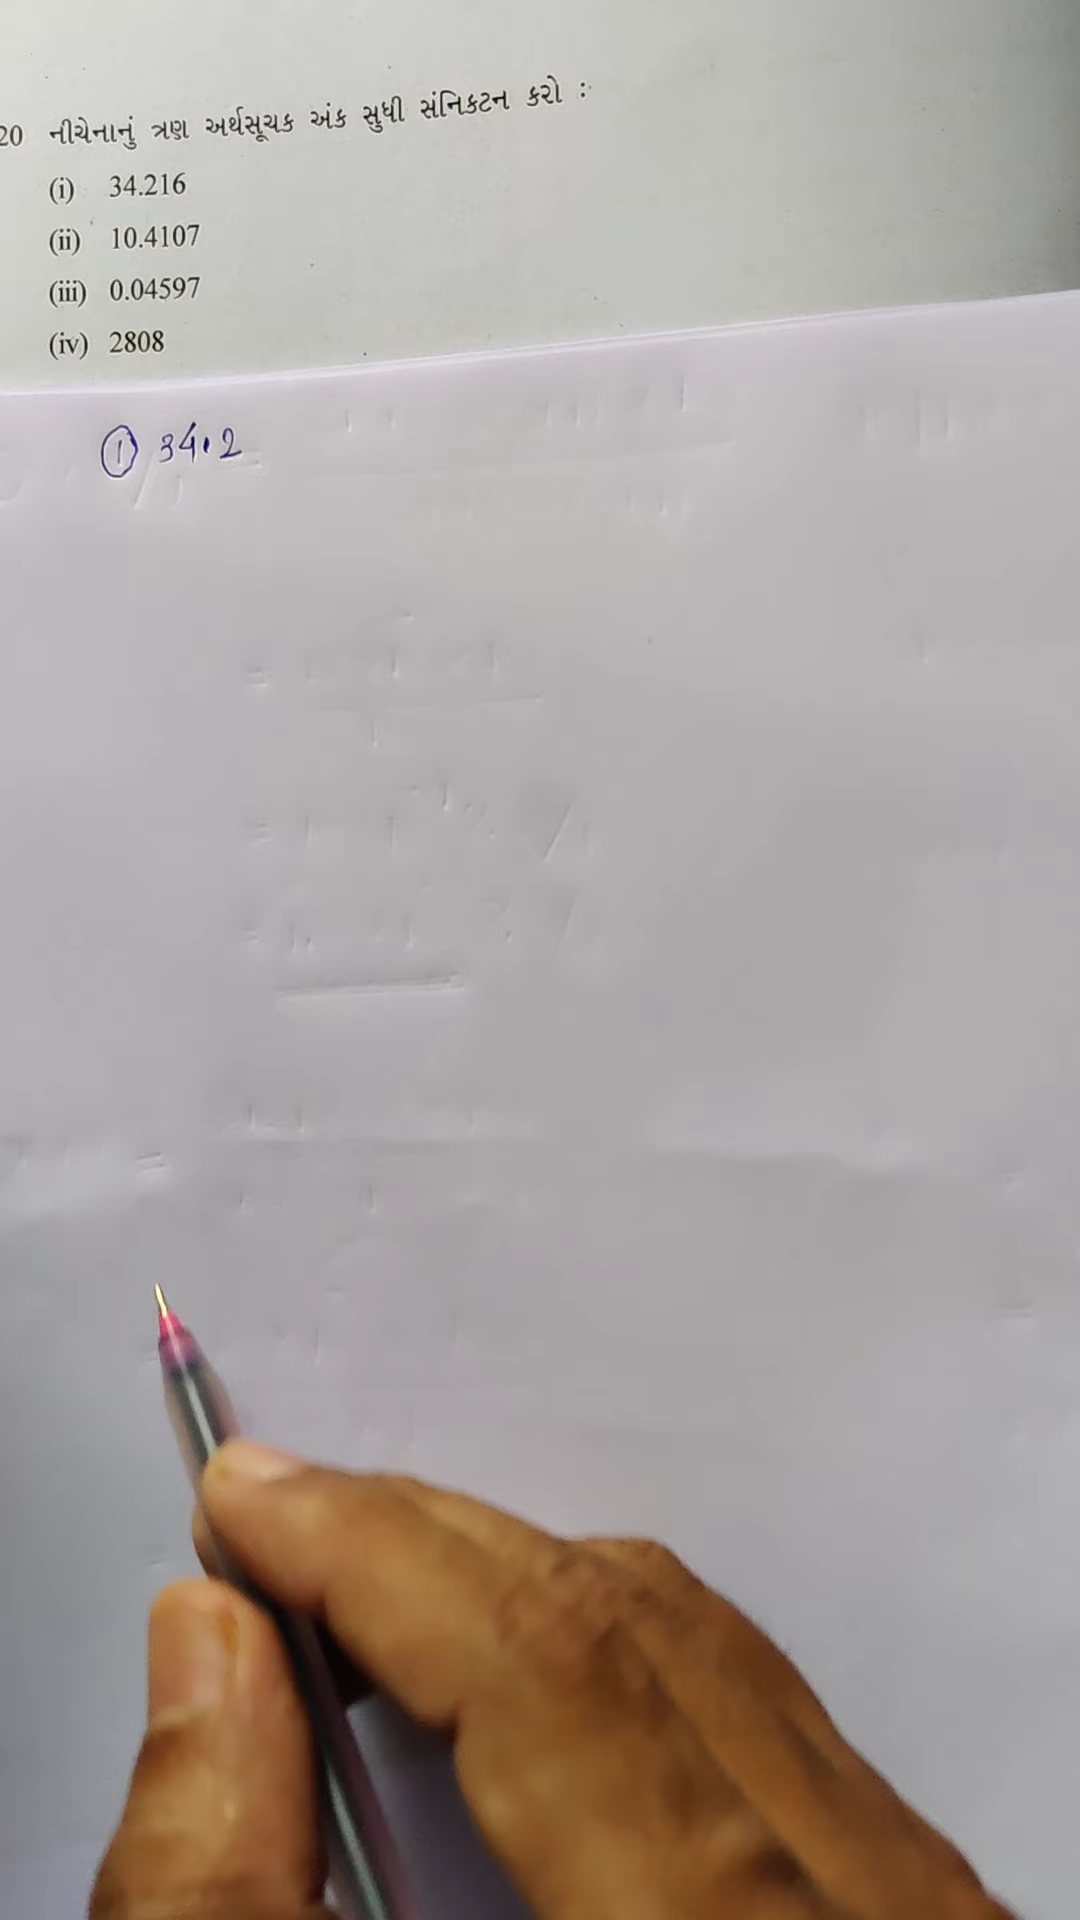 20 નીચેનાનું ત્રણ અર્થસૂચક અંક સુધી સંનિકટન કરો :
(i) 34.216
(ii) 10.4107
(iii) 0.04597
(iv) 2808
① 34.2